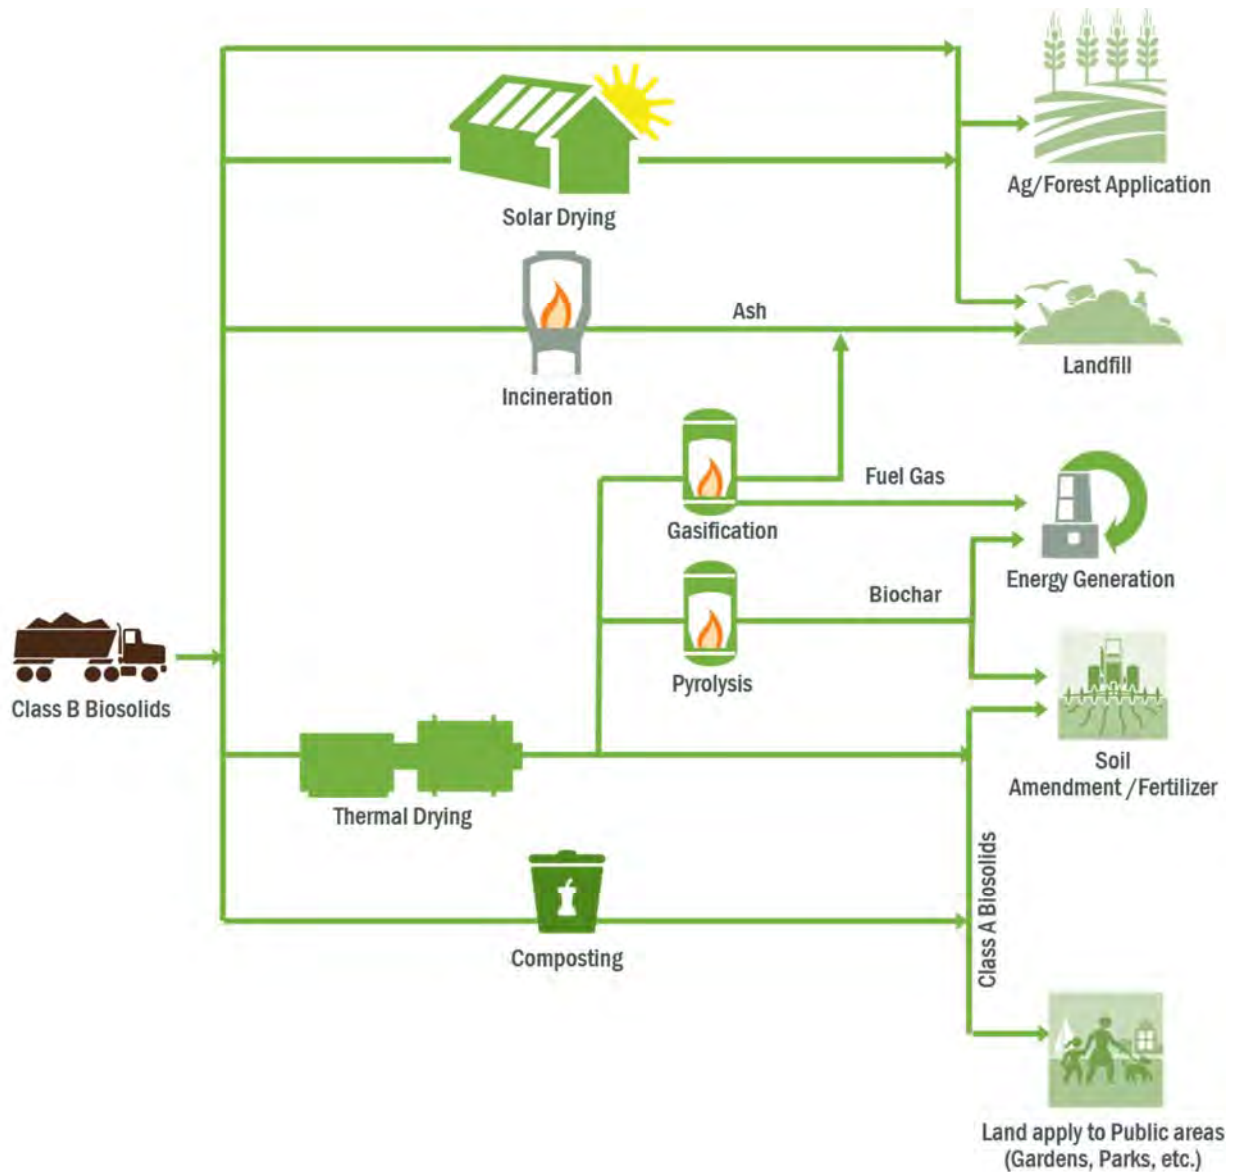 Ag/Forest Application
Solar Drying
Ash
Landfill
Incineration
Fuel Gas
Gasification
Energy Generation
Biochar
Pyrolysis
Class B Biosolids
Soil
Amendment /Fertilizer
Thermal Drying
Class A Biosolids
Composting
Land apply to Public areas
(Gardens, Parks, etc.)